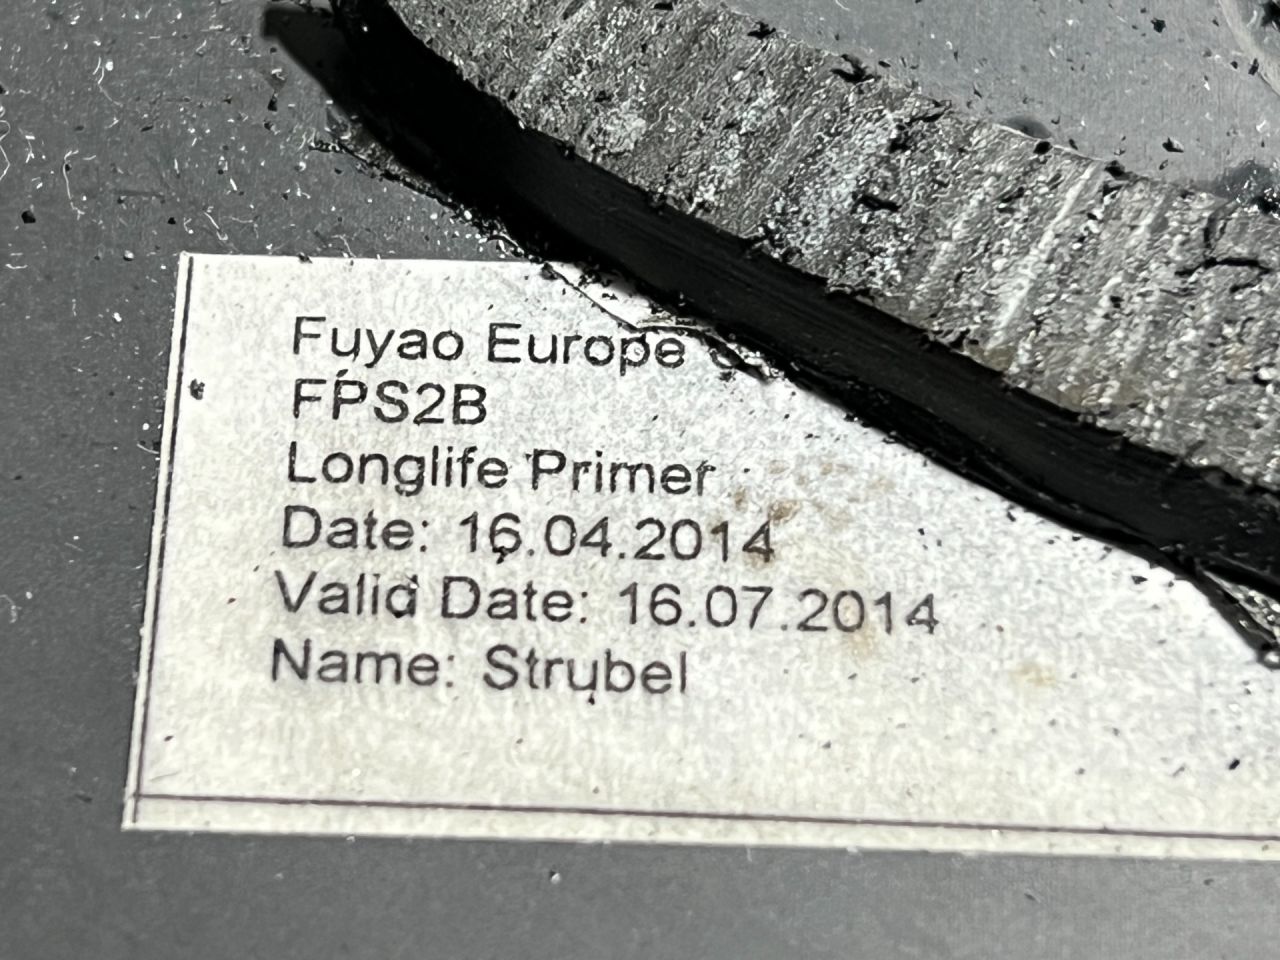 Fuyao Europe
FPS2B
Longlife Primer
Date: 16.04.2014
Valid Date: 16.07.2014
Name: Strubel